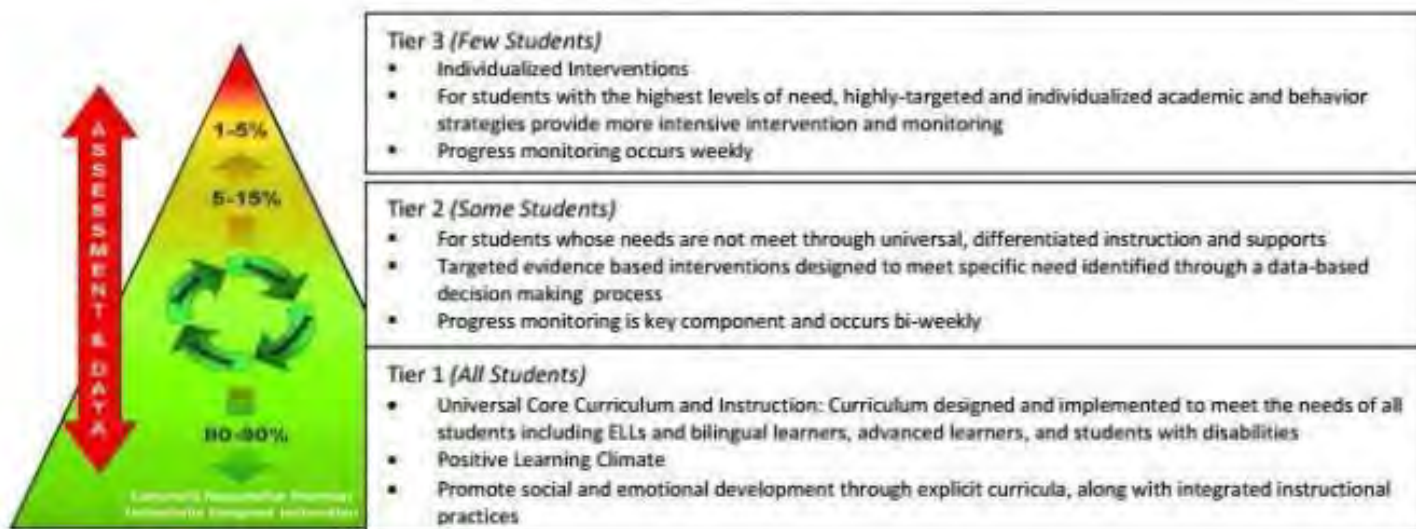 ASSESSMENT & DATA
1-5%
5-15%
80-90%
Tier 3 (Few Students)
▪ Individualized Interventions
▪ For students with the highest levels of need, highly-targeted and individualized academic and behavior
strategies provide more intensive intervention and monitoring
▪ Progress monitoring occurs weekly
Tier 2 (Some Students)
▪ For students whose needs are not meet through universal, differentiated instruction and supports
▪ Targeted evidence based interventions designed to meet specific need identified through a data-based
decision making process
▪ Progress monitoring is key component and occurs bi-weekly
Tier 1 (All Students)
• Universal Core Curriculum and Instruction: Curriculum designed and implemented to meet the needs of all
students including ELLs and bilingual learners, advanced learners, and students with disabilities
• Positive Learning Climate
• Promote social and emotional development through explicit curricula, along with integrated instructional
practices